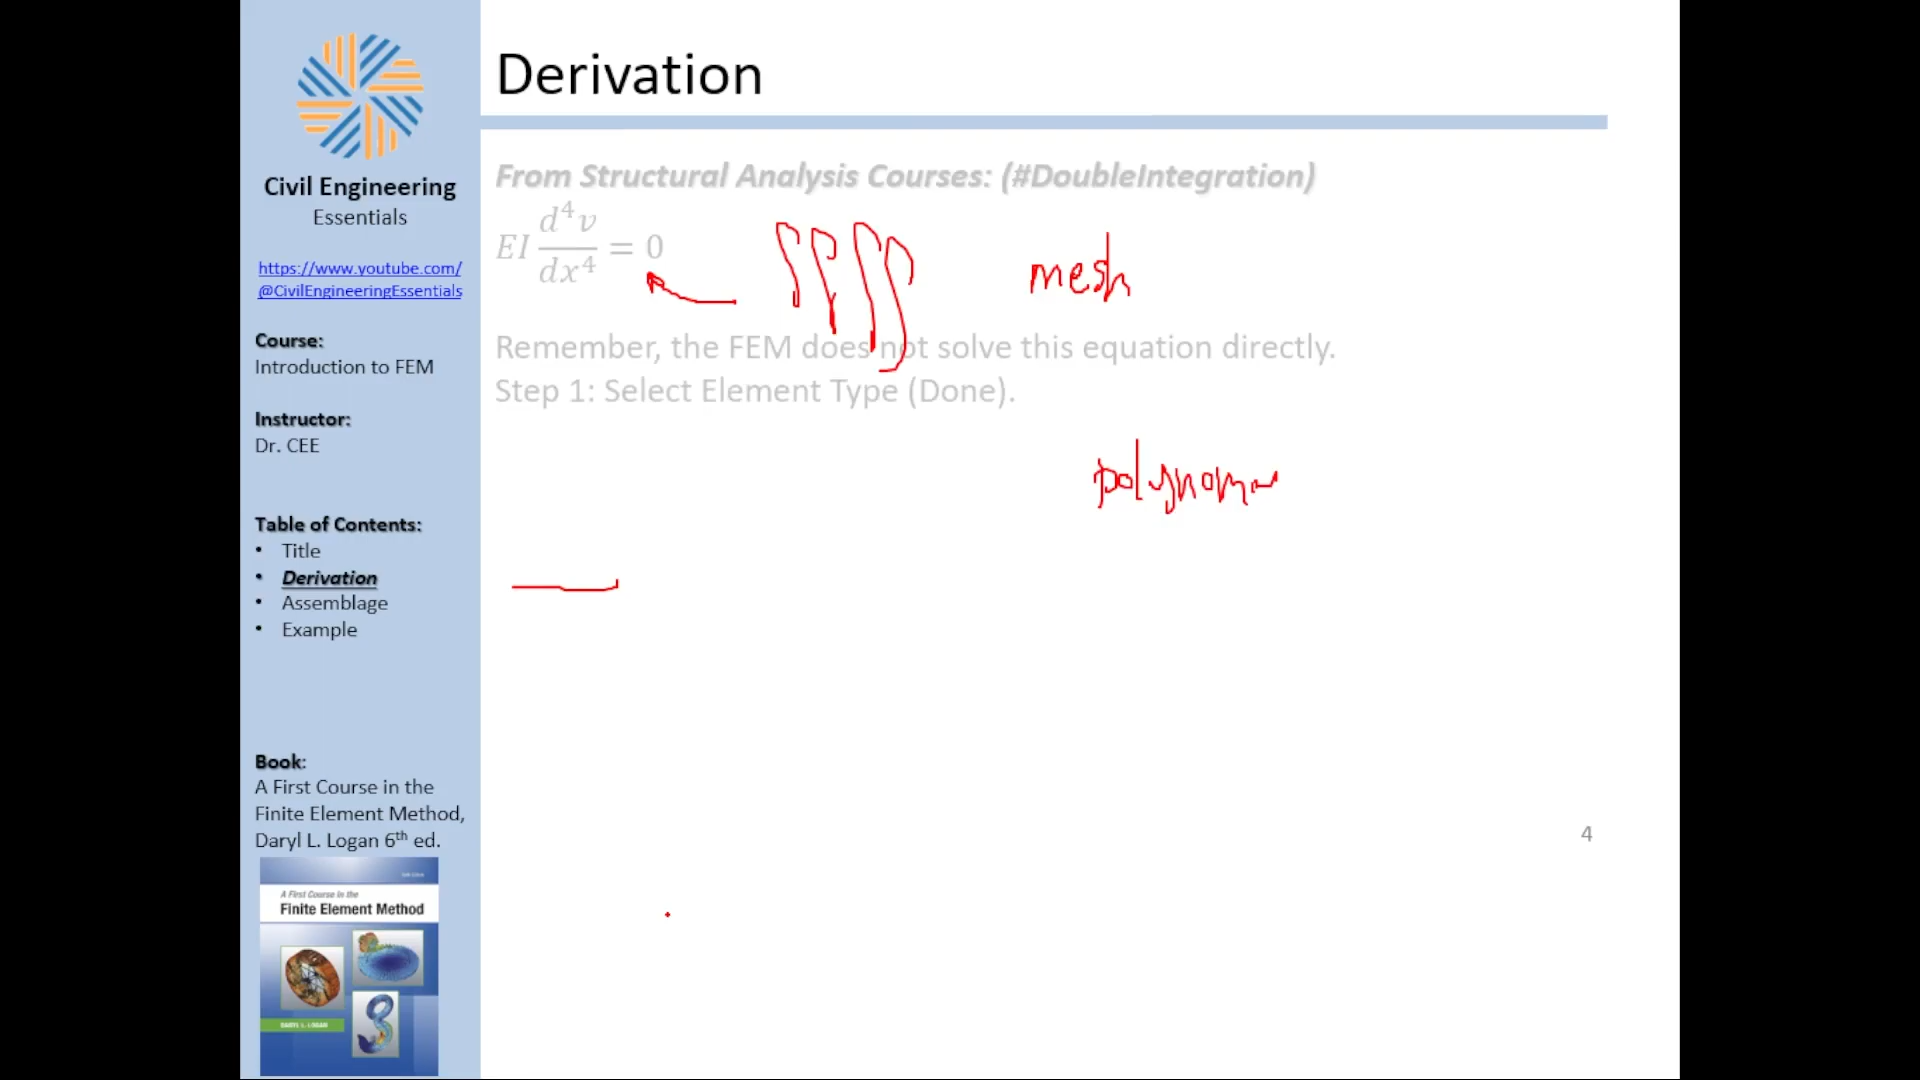 Civil Engineering
Essentials
https://www.youtube.com/
@CivilEngineeringEssentials
Course:
Introduction to FEM
Instructor:
Dr. CEE
Table of Contents:
• Title
• Derivation
• Assemblage
• Example
Book:
A First Course in the
Finite Element Method,
Daryl L. Logan 6th ed.
A First Course in the
Finite Element Method
DARYL L. LOGAN
Derivation
From Structural Analysis Courses: (#DoubleIntegration)
EI d⁴v/dx⁴ = 0
∫∫∫∫
mesh
Remember, the FEM does not solve this equation directly.
Step 1: Select Element Type (Done).
4